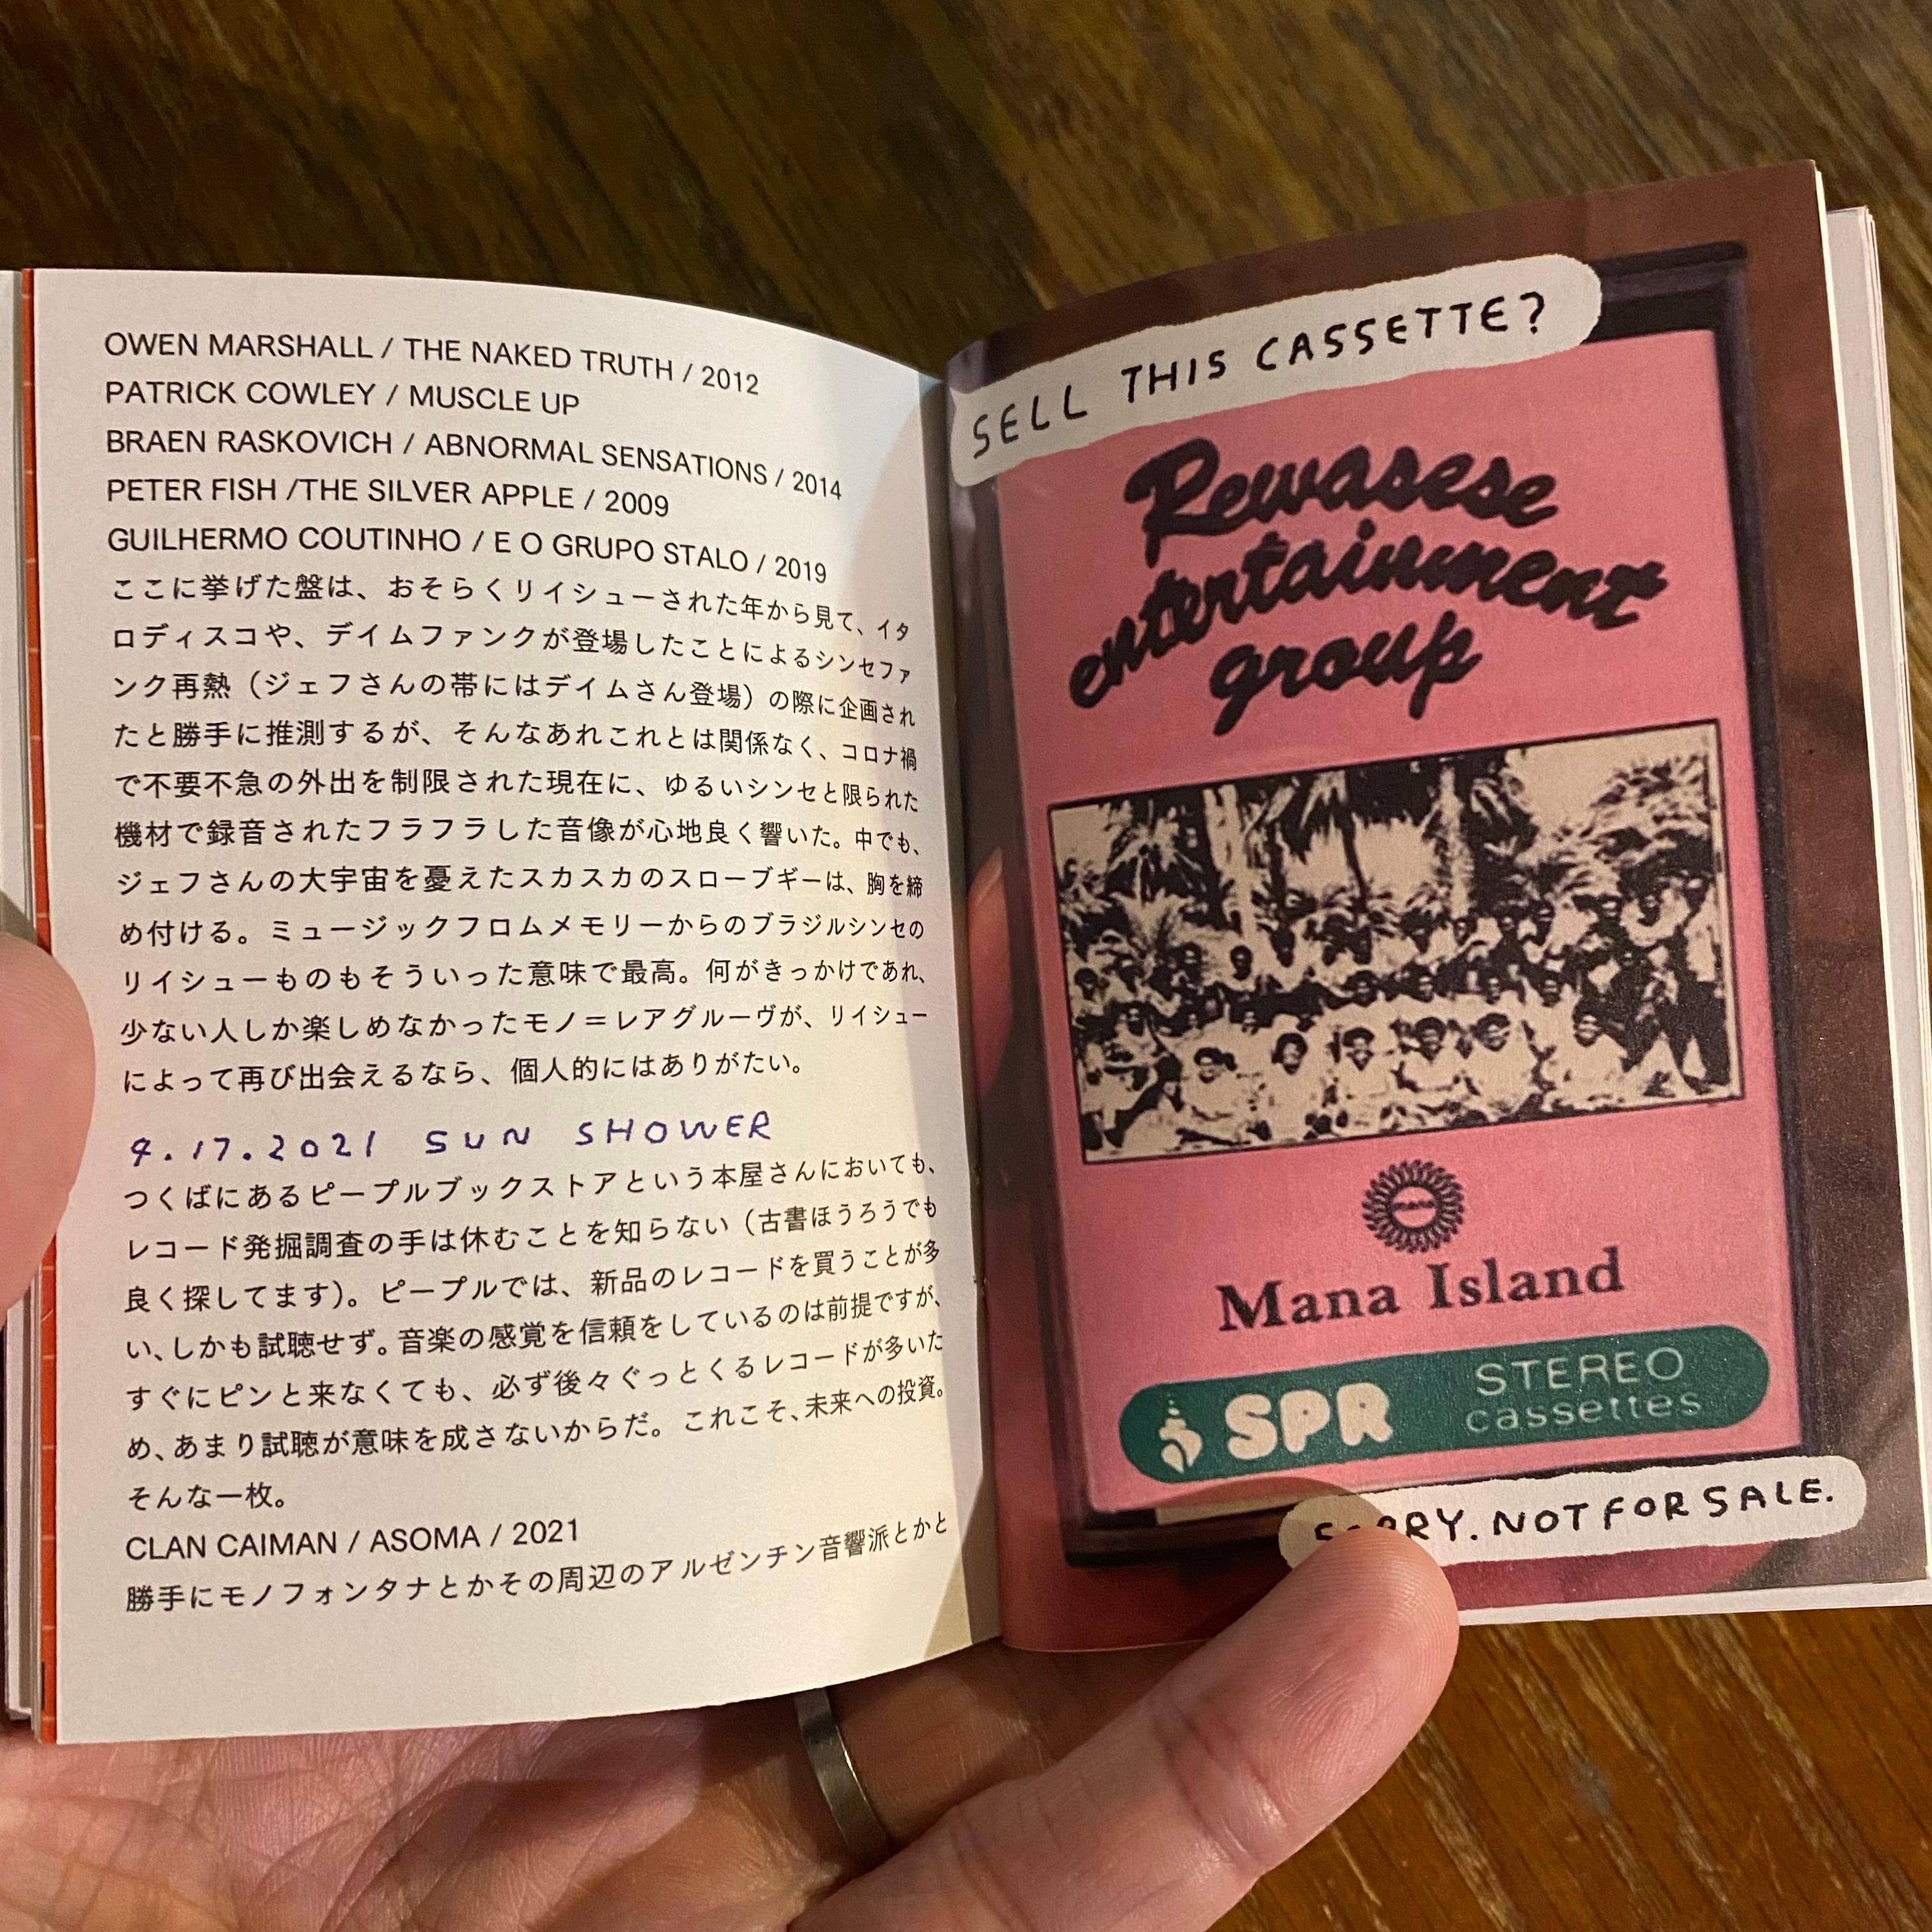 OWEN MARSHALL / THE NAKED TRUTH / 2012
PATRICK COWLEY / MUSCLE UP
BRAEN RASKOVICH / ABNORMAL SENSATIONS / 2014
PETER FISH /THE SILVER APPLE / 2009
GUILHERMO COUTINHO / E O GRUPO STALO / 2019
ここに挙げた盤は、おそらくリイシューされた年から見て、イタ
ロディスコや、デイムファンクが登場したことによるシンセファ
ンク再熱（ジェフさんの帯にはデイムさん登場）の際に企画され
たと勝手に推測するが、そんなあれこれとは関係なく、コロナ禍
で不要不急の外出を制限された現在に、ゆるいシンセと限られた
機材で録音されたフラフラした音像が心地良く響いた。中でも、
ジェフさんの大宇宙を憂えたスカスカのスローブギーは、胸を締
め付ける。ミュージックフロムメモリーからのブラジルシンセの
リイシューものもそういった意味で最高。何がきっかけであれ、
少ない人しか楽しめなかったモノ＝レアグルーヴが、リイシュー
によって再び出会えるなら、個人的にはありがたい。
9.17.2021 SUN SHOWER
つくばにあるピープルブックストアという本屋さんにおいても、
レコード発掘調査の手は休むことを知らない（古書ほうろうでも
良く探してます）。ピープルでは、新品のレコードを買うことが多
い、しかも試聴せず。音楽の感覚を信頼をしているのは前提ですが、
すぐにピンと来なくても、必ず後々ぐっとくるレコードが多いた
め、あまり試聴が意味を成さないからだ。これこそ、未来への投資。
そんな一枚。
CLAN CAIMAN / ASOMA / 2021
勝手にモノフォンタナとかその周辺のアルゼンチン音響派とかと
SELL THIS CASSETTE?
Rewasese
entertainment
group
Mana Island
SPR STEREO
cassettes
SORRY. NOT FOR SALE.